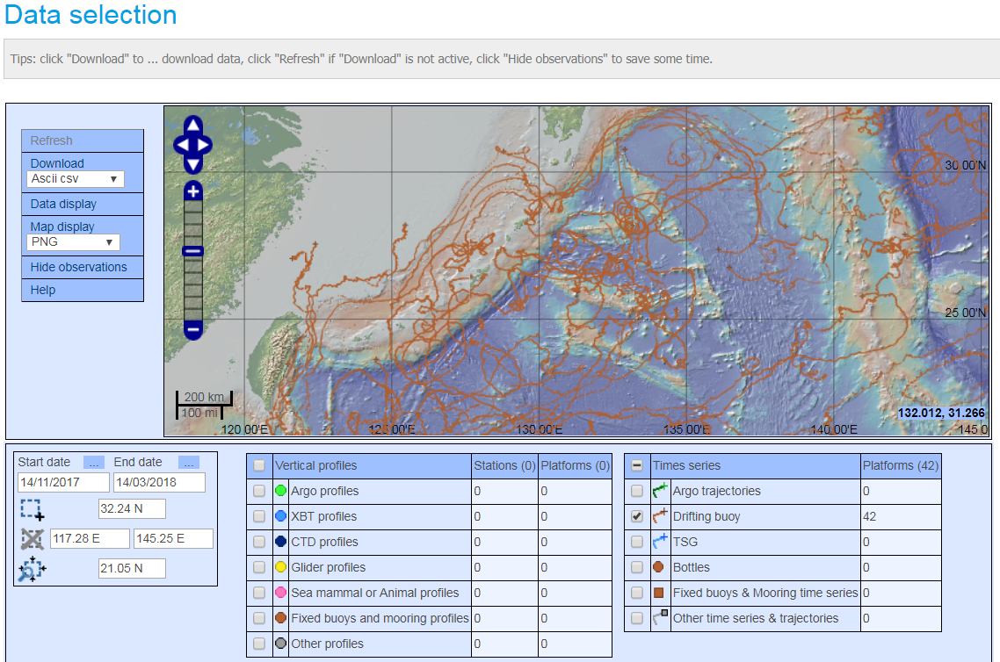 Data selection
Tips: click "Download" to ... download data, click "Refresh" if "Download" is not active, click "Hide observations" to save some time.
Refresh
Download
Ascii csv
Data display
Map display
PNG
Hide observations
Help
30 00'N
25 00'N
200 km
100 mi
132.012, 31.266
120 00'E
125 00'E
130 00'E
135 00'E
140 00'E
145 0
Start date ... End date ...
14/11/2017 14/03/2018
32.24 N
117.28 E 145.25 E
21.05 N
Vertical profiles Stations (0) Platforms (0)
Argo profiles 0 0
XBT profiles 0 0
CTD profiles 0 0
Glider profiles 0 0
Sea mammal or Animal profiles 0 0
Fixed buoys and mooring profiles 0 0
Other profiles 0 0
Times series Platforms (42)
Argo trajectories 0
Drifting buoy 42
TSG 0
Bottles 0
Fixed buoys & Mooring time series 0
Other time series & trajectories 0